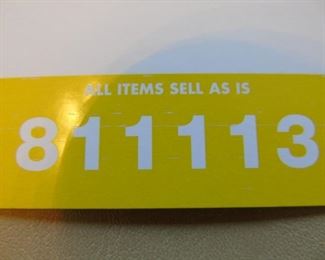 ALL ITEMS SELL AS IS
811113